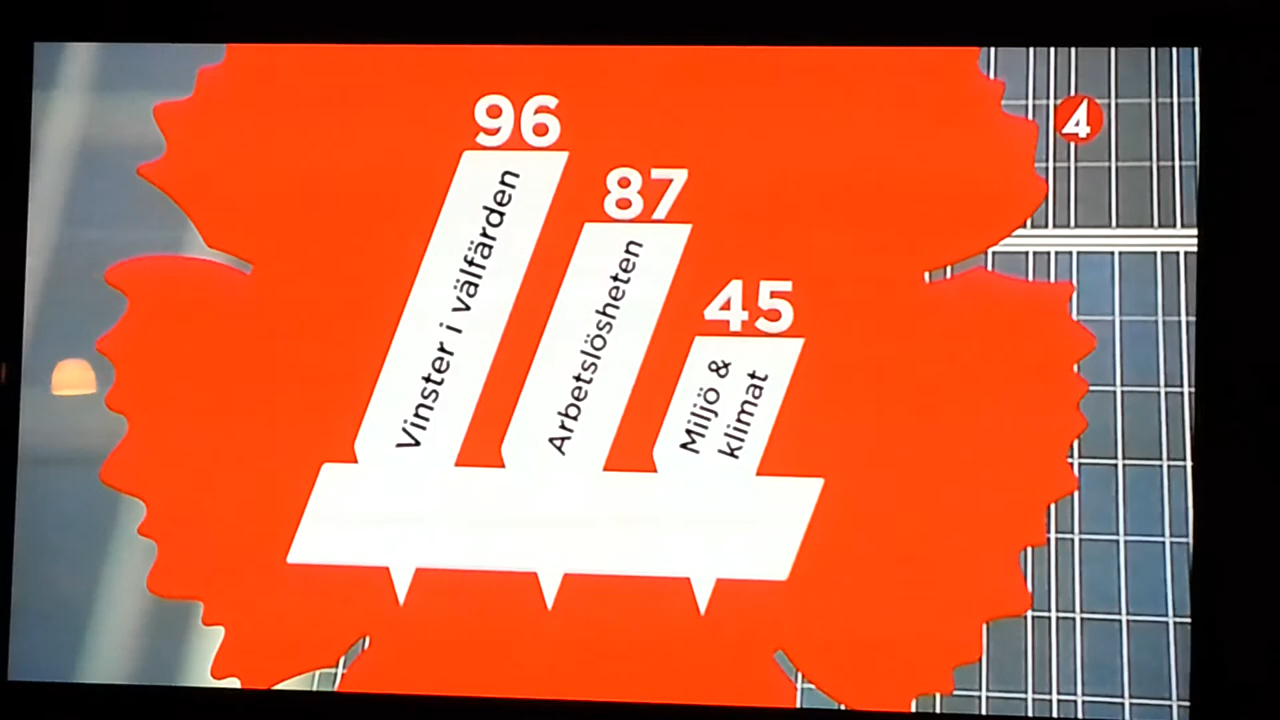 96
Vinster i välfärden
87
Arbetslösheten
45
Miljö &
klimat
4